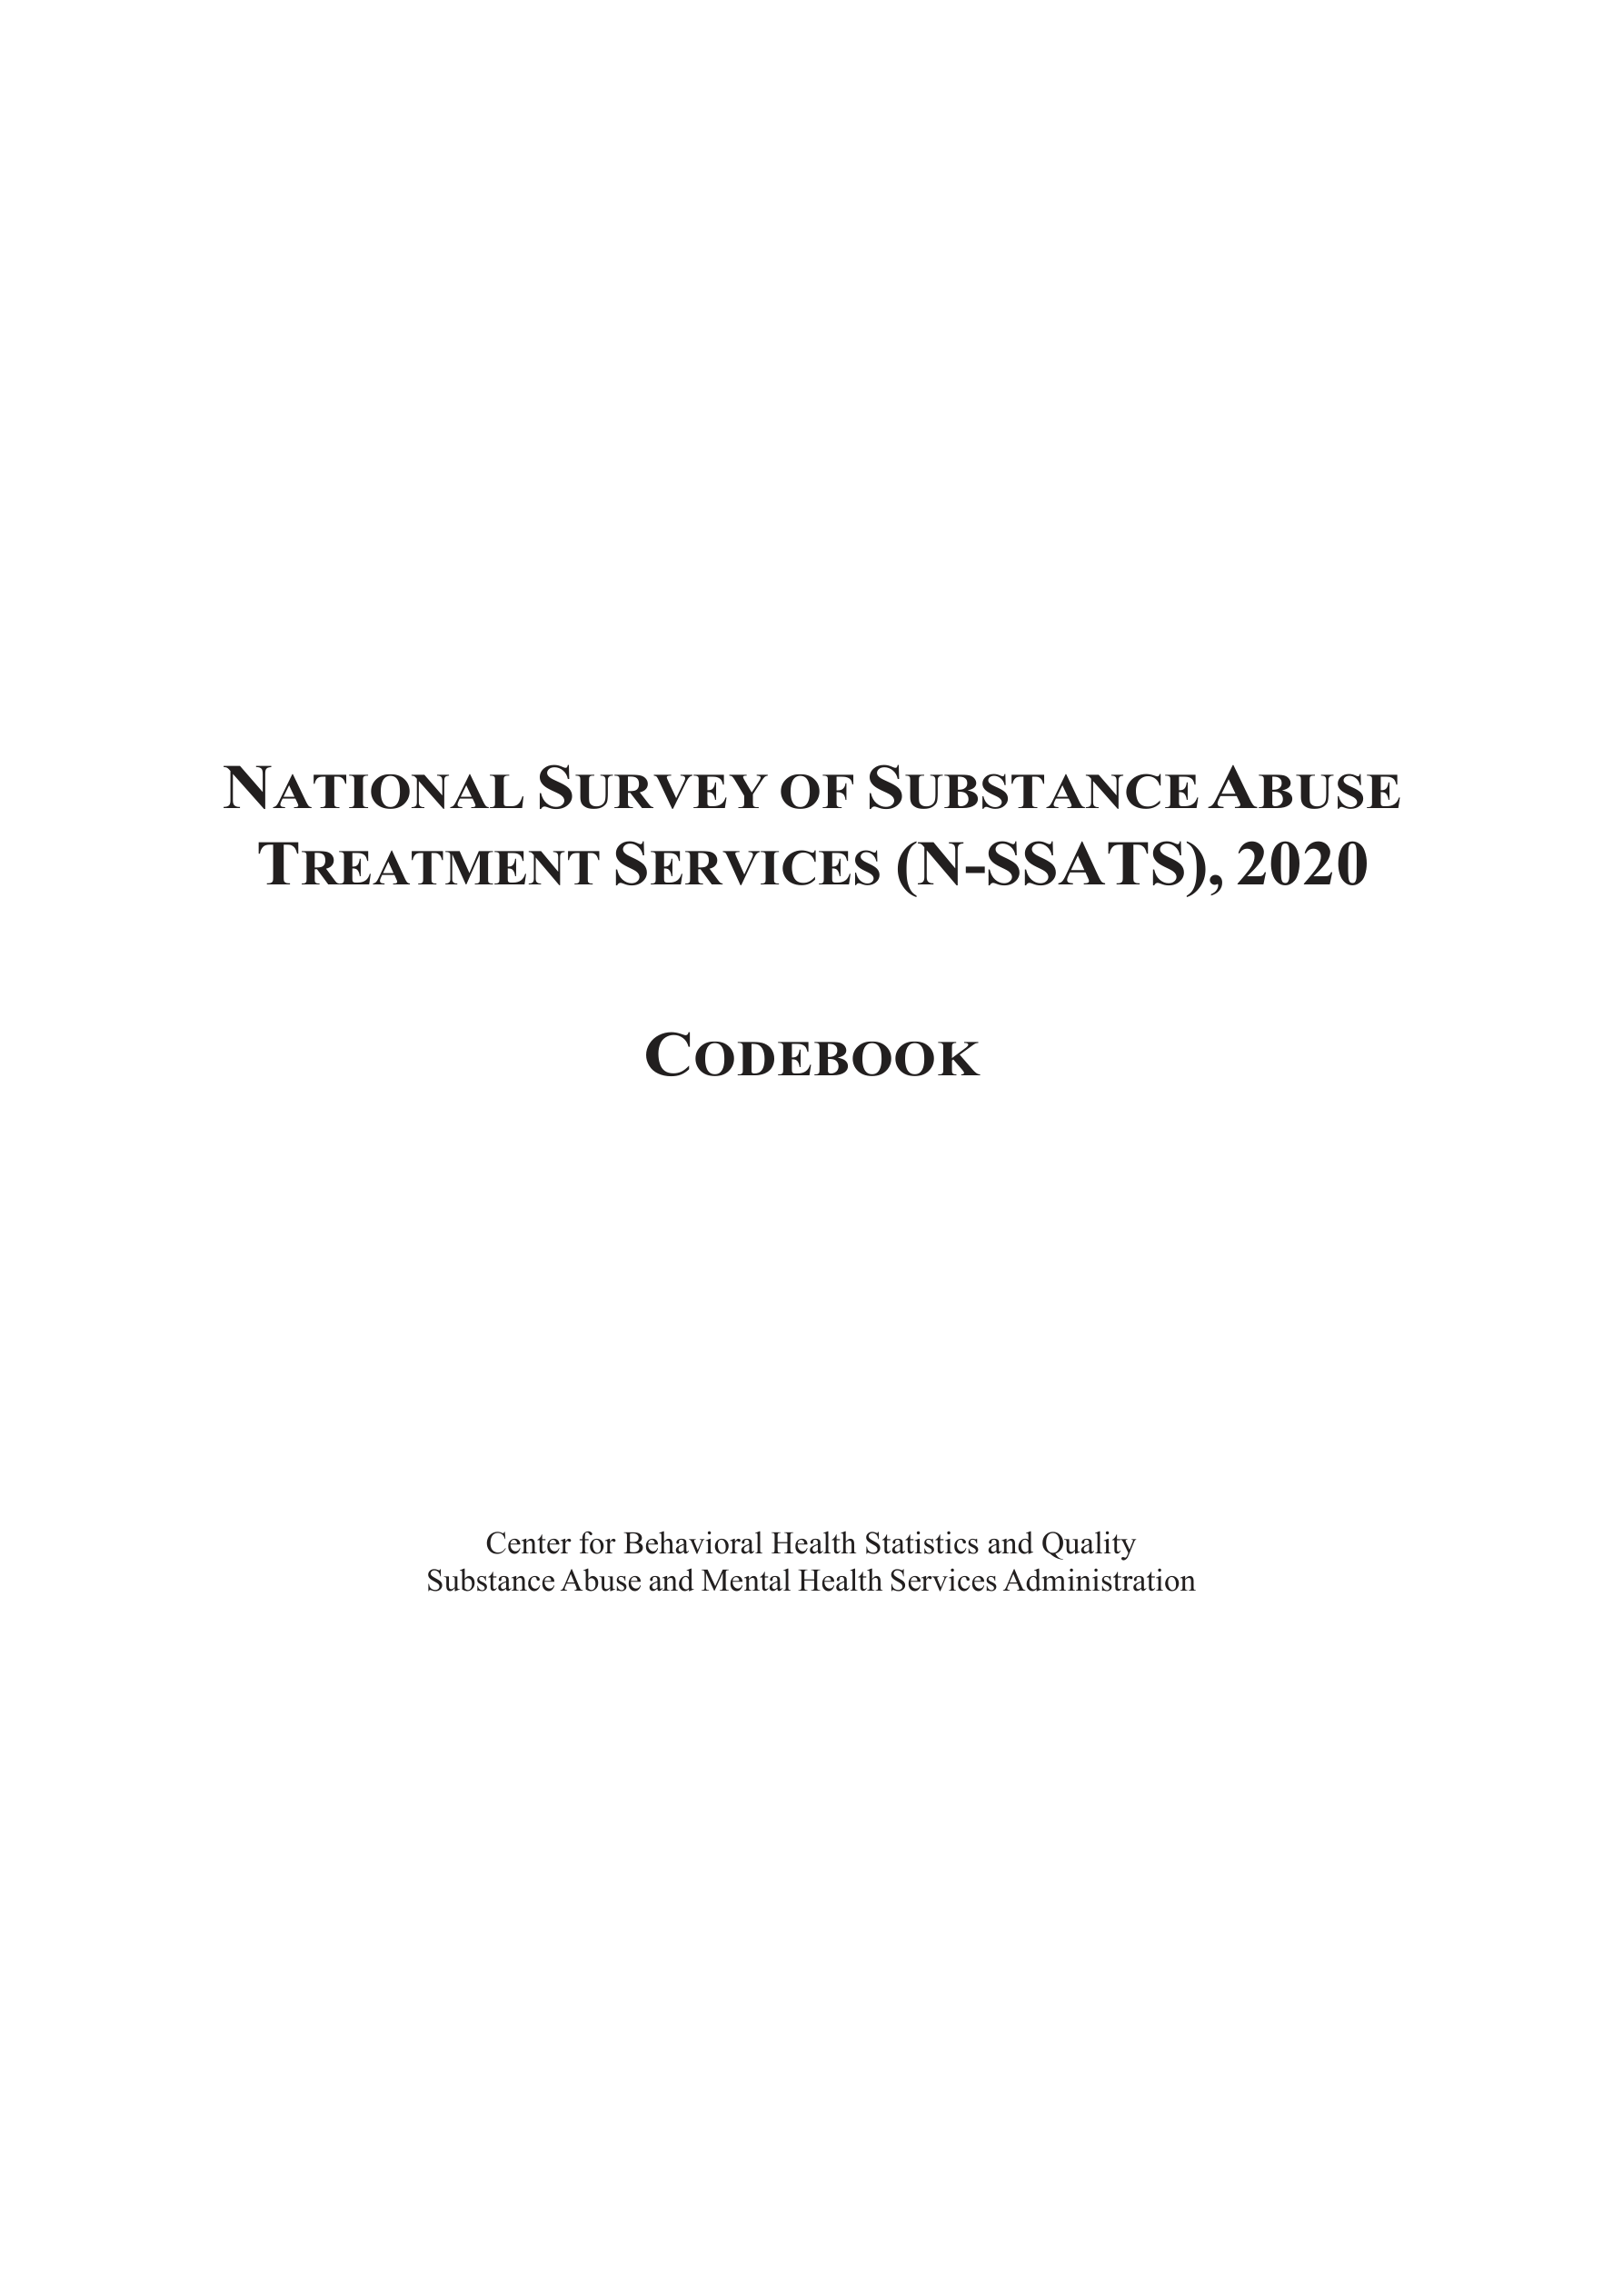 National Survey of Substance Abuse
Treatment Services (N-SSATS), 2020
Codebook
Center for Behavioral Health Statistics and Quality
Substance Abuse and Mental Health Services Administration